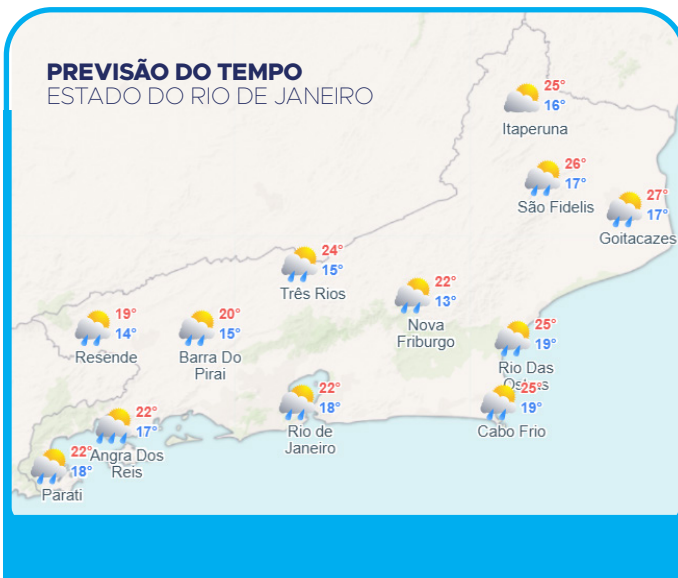 PREVISÃO DO TEMPO
ESTADO DO RIO DE JANEIRO
25°
16°
Itaperuna
26°
17°
São Fidelis
27°
17°
Goitacazes
24°
15°
Três Rios
22°
13°
Nova
Friburgo
19°
14°
Resende
20°
15°
Barra Do
Pirai
25°
19°
Rio Das
Ostras
25°
19°
Cabo Frio
22°
18°
Rio de
Janeiro
22°
17°
Angra Dos
Reis
22°
18°
Parati